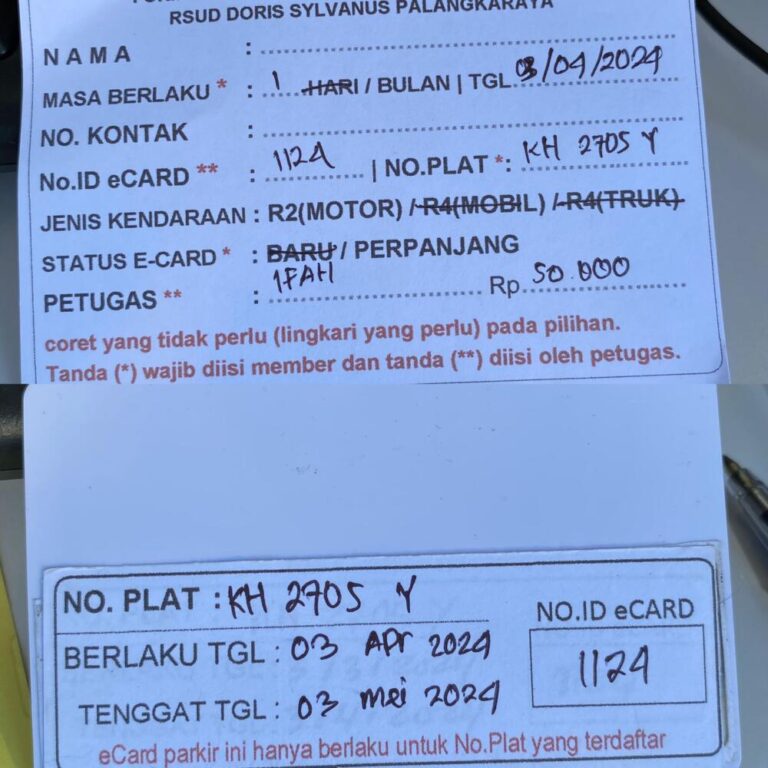 RSUD DORIS SYLVANUS PALANGKARAYA
NAMA :
MASA BERLAKU * : 1 HARI / BULAN | TGL 03/04/2024
NO. KONTAK :
No.ID eCARD ** : 1124 | NO.PLAT *: KH 2705 Y
JENIS KENDARAAN : R2(MOTOR) / R4(MOBIL) / R4(TRUK)
STATUS E-CARD * : BARU / PERPANJANG
PETUGAS ** : IFAH Rp. 50.000
coret yang tidak perlu (lingkari yang perlu) pada pilihan.
Tanda (*) wajib diisi member dan tanda (**) diisi oleh petugas.
NO. PLAT : KH 2705 Y
NO.ID eCARD
BERLAKU TGL : 03 Apr 2024
1124
TENGGAT TGL : 03 mei 2024
eCard parkir ini hanya berlaku untuk No.Plat yang terdaftar